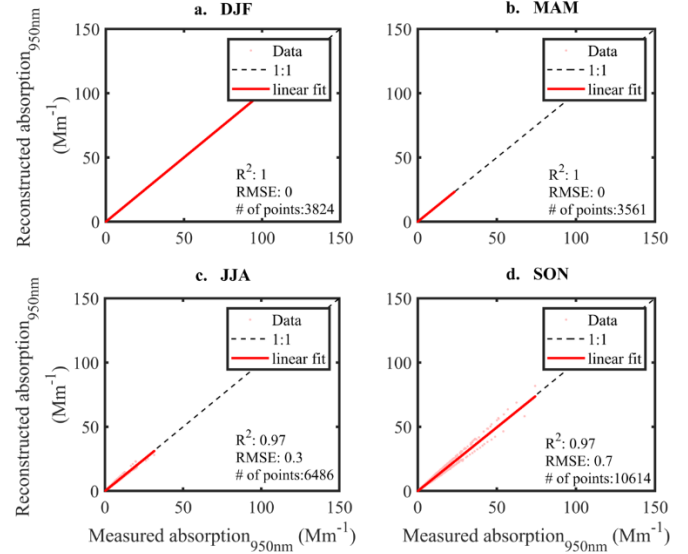 a. DJF
Reconstructed absorption950nm
(Mm-1)
150
100
50
0
Data
1:1
linear fit
R2: 1
RMSE: 0
# of points:3824
0 50 100 150
b. MAM
150
100
50
0
Data
1:1
linear fit
R2: 1
RMSE: 0
# of points:3561
0 50 100 150
c. JJA
Reconstructed absorption950nm
(Mm-1)
150
100
50
0
Data
1:1
linear fit
R2: 0.97
RMSE: 0.3
# of points:6486
0 50 100 150
Measured absorption950nm (Mm-1)
d. SON
150
100
50
0
Data
1:1
linear fit
R2: 0.97
RMSE: 0.7
# of points:10614
0 50 100 150
Measured absorption950nm (Mm-1)